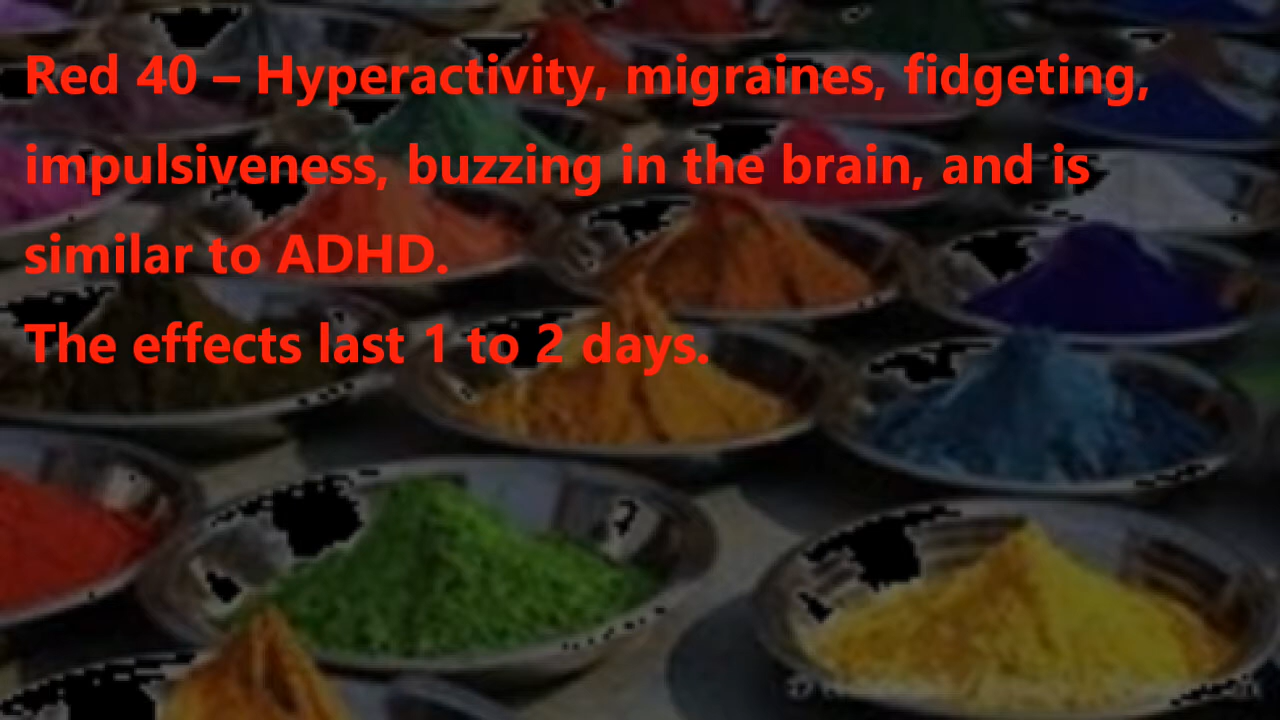 Red 40 – Hyperactivity, migraines, fidgeting,
impulsiveness, buzzing in the brain, and is
similar to ADHD.
The effects last 1 to 2 days.